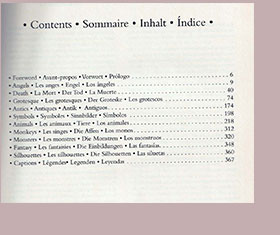 • Contents • Sommaire • Inhalt • Índice •
• Foreword • Avant-propos • Vorwort • Prólogo 6
• Angels • Les anges • Engel • Los ángeles 9
• Death • La Mort • Der Tod • La Muerte 40
• Grotesque • Les grotesques • Der Groteske • Los grotescos 74
• Antics • Antiques • Antik • Antiguos 174
• Symbols • Symboles • Sinnbilder • Símbolos 198
• Animals • Les animaux • Tiere • Los animales 218
• Monkeys • Les singes • Die Affen • Los monos 312
• Monsters • Les monstres • Die Monstren • Los monstruos 320
• Fantasy • Les fantasies • Die Einbildungen • Las fantasías 348
• Silhouettes • Les silhouettes • Die Silhouetten • Las siluetas 360
• Captions • Légendes • Legenden • Leyendas 367